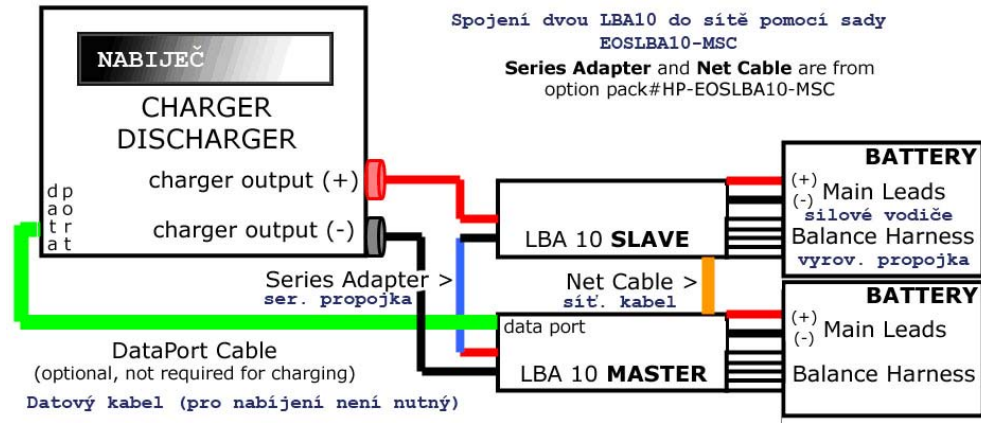 Spojení dvou LBA10 do sítě pomocí sady
EOSLBA10-MSC
Series Adapter and Net Cable are from
option pack#HP-EOSLBA10-MSC
NABIJEČ
CHARGER
DISCHARGER
charger output (+)
charger output (-)
data port
LBA 10 SLAVE
BATTERY
(+)
Main Leads
(-)
silové vodiče
Balance Harness
vyrov. propojka
Series Adapter >
ser. propojka
Net Cable >
síť. kabel
data port
LBA 10 MASTER
BATTERY
(+)
Main Leads
(-)
Balance Harness
DataPort Cable
(optional, not required for charging)
Datový kabel (pro nabíjení není nutný)